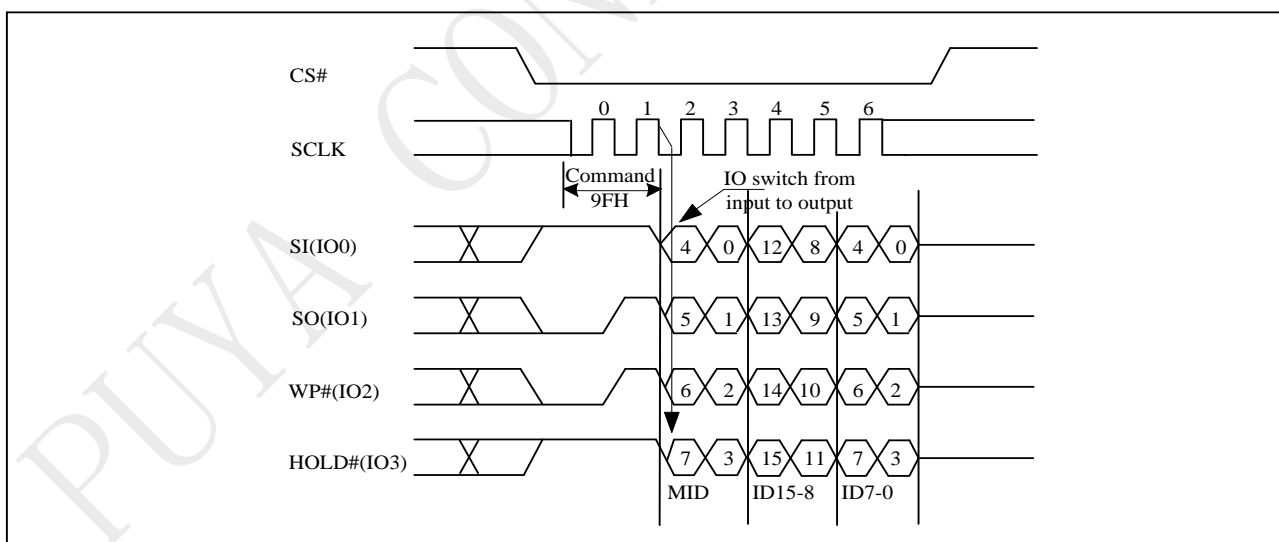 PUYA CON
CS#
0 1 2 3 4 5 6
SCLK
Command
9FH
IO switch from
input to output
SI(IO0) 4 0 12 8 4 0
SO(IO1) 5 1 13 9 5 1
WP#(IO2) 6 2 14 10 6 2
HOLD#(IO3) 7 3 15 11 7 3
MID ID15-8 ID7-0